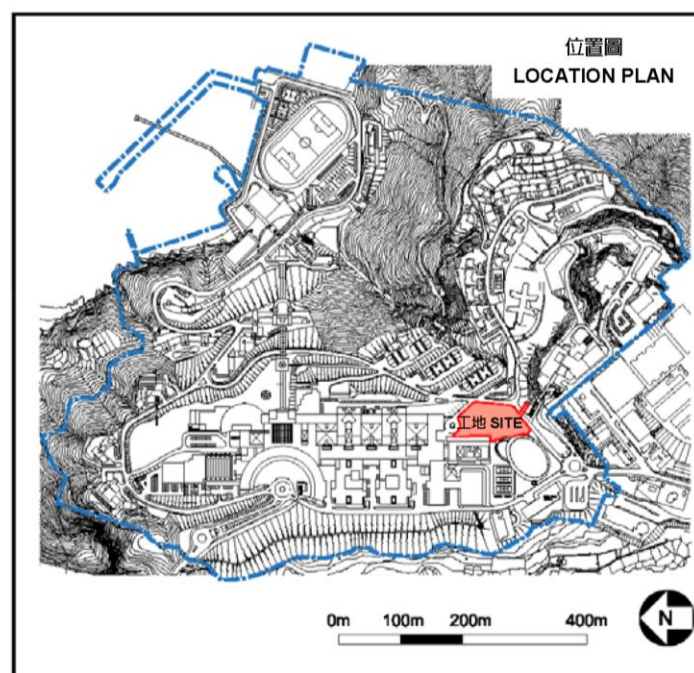 位置圖
LOCATION PLAN
工地 SITE
0m 100m 200m 400m
N